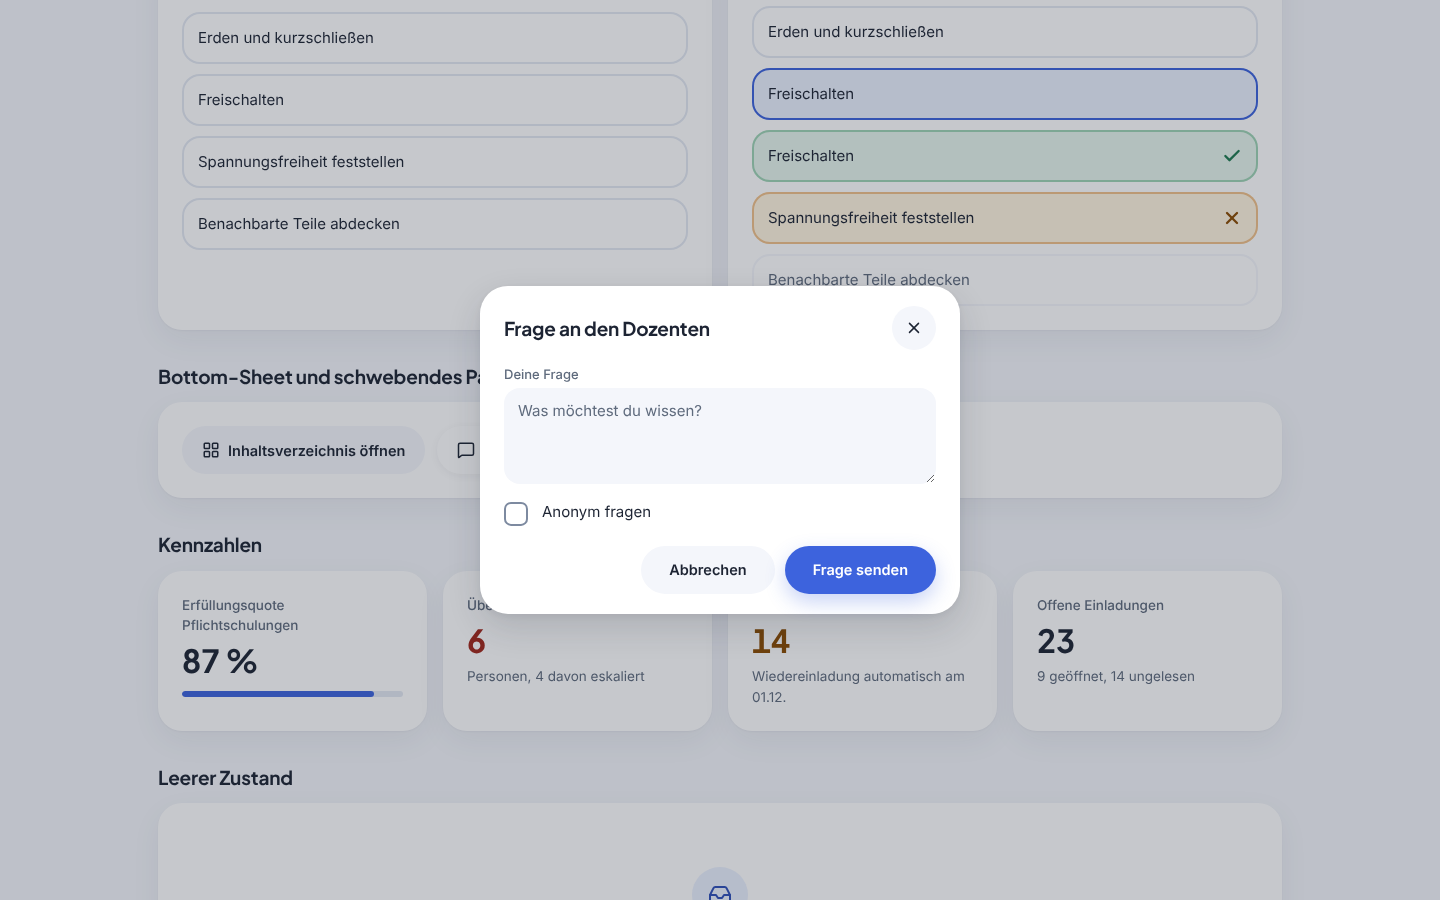 Erden und kurzschließen
Freischalten
Spannungsfreiheit feststellen
Benachbarte Teile abdecken
Erden und kurzschließen
Freischalten
Freischalten
Spannungsfreiheit feststellen
Benachbarte Teile abdecken
Frage an den Dozenten
Deine Frage
Was möchtest du wissen?
Anonym fragen
Abbrechen
Frage senden
Bottom-Sheet und schwebendes
Inhaltsverzeichnis öffnen
Kennzahlen
Erfüllungsquote
Pflichtschulungen
87 %
6
Personen, 4 davon eskaliert
14
Wiedereinladung automatisch am
01.12.
Offene Einladungen
23
9 geöffnet, 14 ungelesen
Leerer Zustand